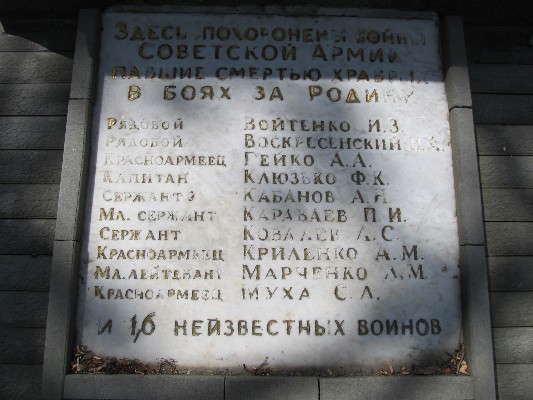 Здесь похоронены воины
Советской Армии
павшие смертью храбрых
в боях за Родину
Рядовой Войтенко И.З.
Рядовой Воскресенский
Красноармеец Гейко А.А.
Капитан Клюзько Ф.К.
Сержант Кабанов А.Я.
Мл. сержант Караваев П.И.
Сержант Ковалев А.С.
Красноармеец Криленко А.М.
Мл. лейтенант Марченко Л.М.
Красноармеец Муха С.Л.
и 16 неизвестных воинов